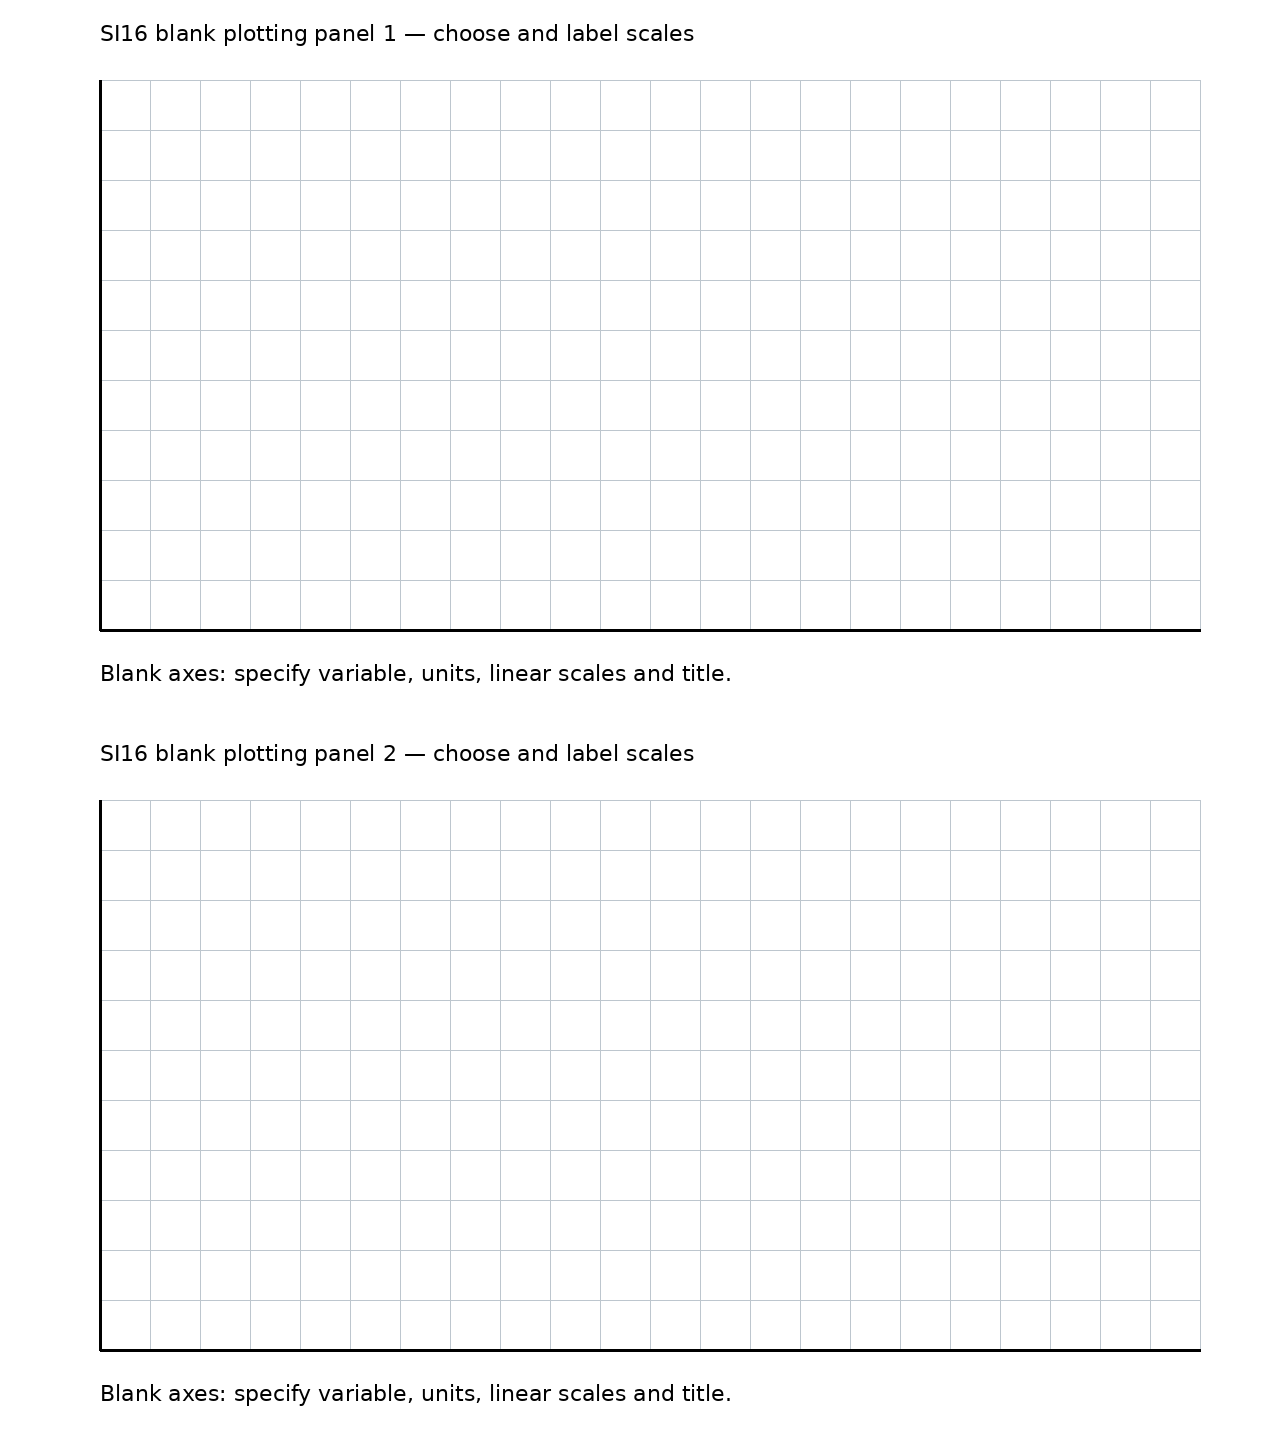 SI16 blank plotting panel 1 — choose and label scales
Blank axes: specify variable, units, linear scales and title.
SI16 blank plotting panel 2 — choose and label scales
Blank axes: specify variable, units, linear scales and title.